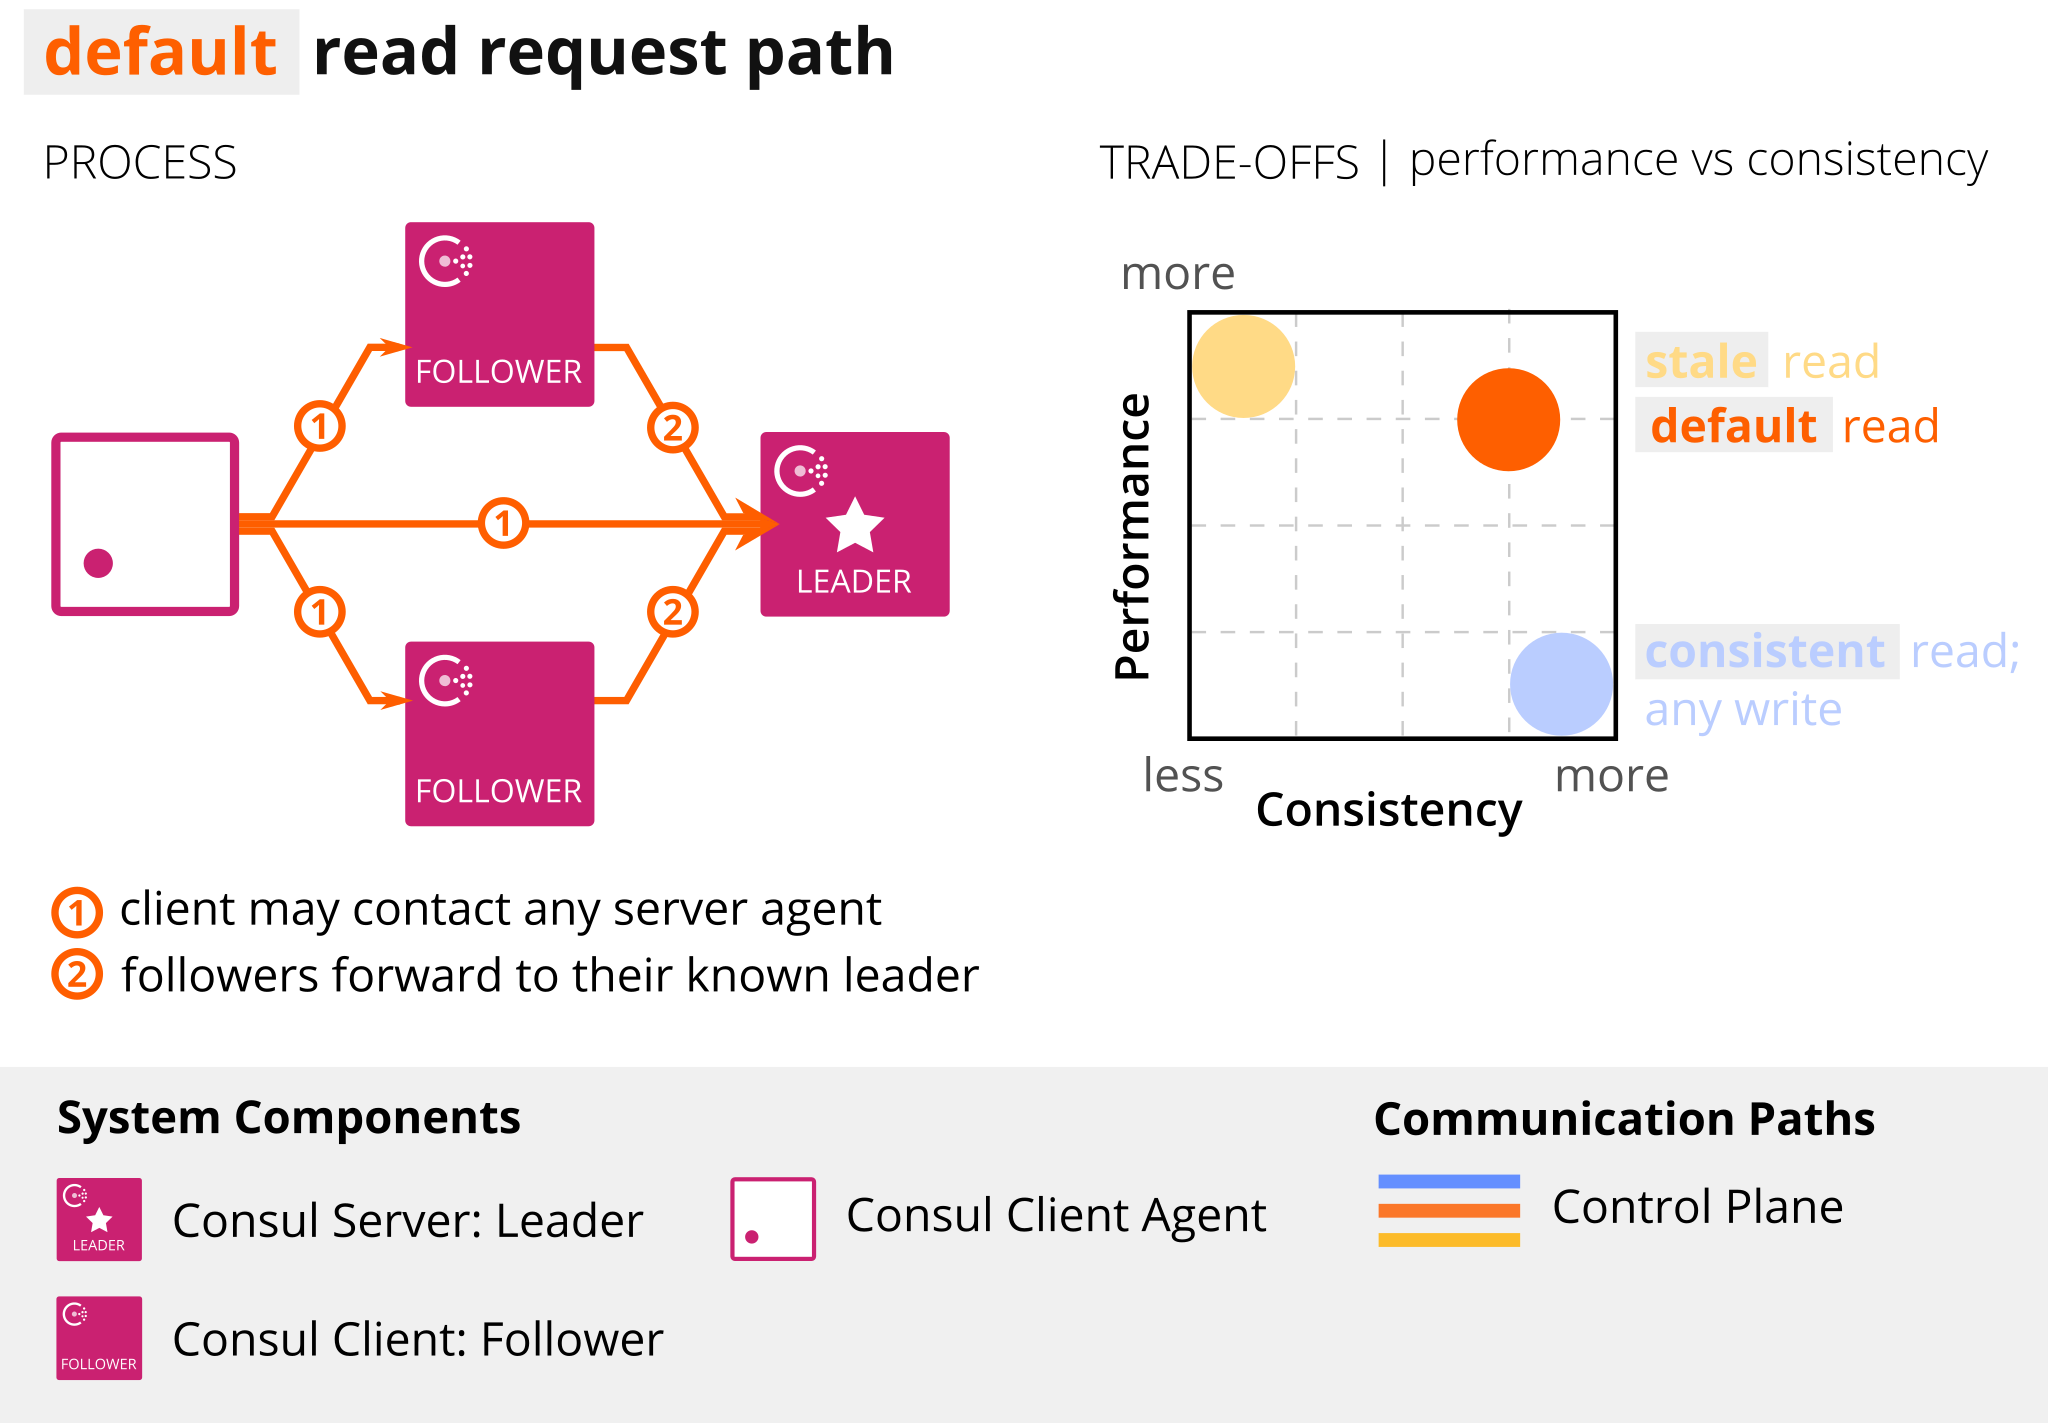 default read request path
PROCESS
FOLLOWER
1
2
1
LEADER
1
2
FOLLOWER
1 client may contact any server agent
2 followers forward to their known leader
TRADE-OFFS | performance vs consistency
more
Performance
stale read
default read
consistent read;
any write
less
more
Consistency
System Components
LEADER
Consul Server: Leader
Consul Client Agent
FOLLOWER
Consul Client: Follower
Communication Paths
Control Plane